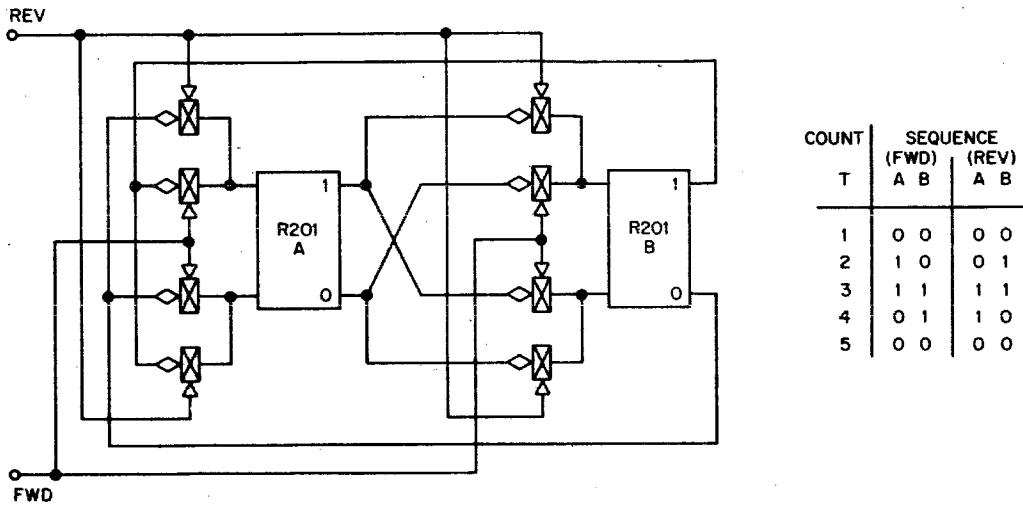 REV
1
R201
A
0
1
R201
B
0
FWD
COUNT SEQUENCE
(FWD) (REV)
T A B A B
1 0 0 0 0
2 1 0 0 1
3 1 1 1 1
4 0 1 1 0
5 0 0 0 0